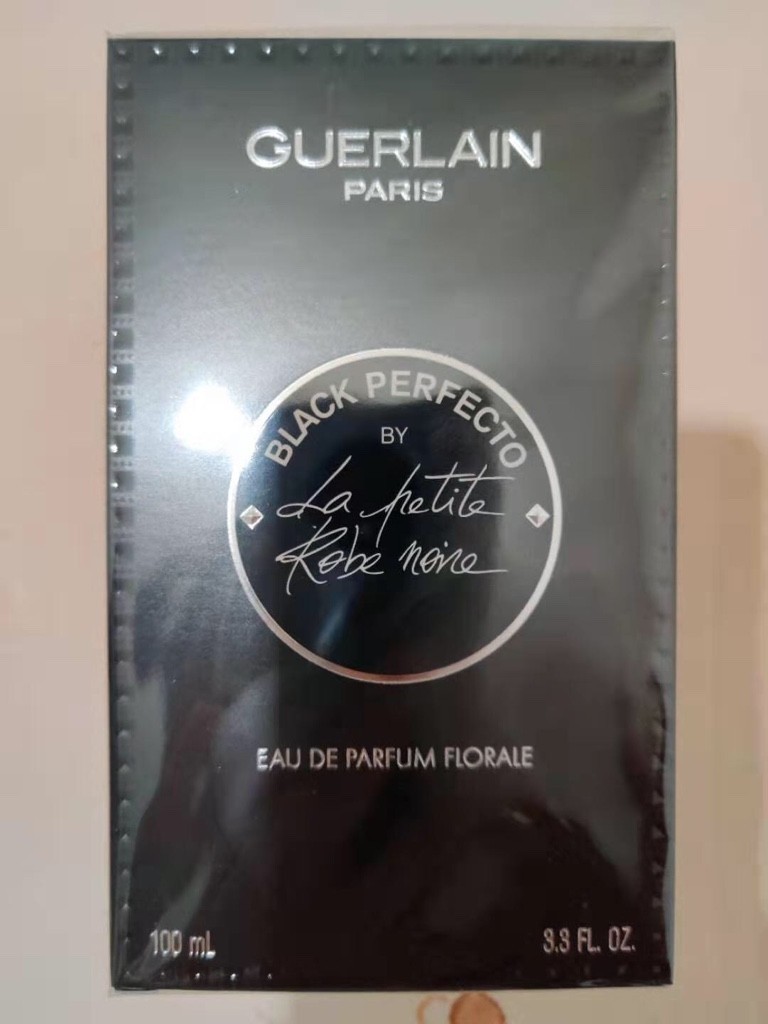 GUERLAIN
PARIS
BLACK PERFECTO
BY
La petite
Robe noire
EAU DE PARFUM FLORALE
100 mL
3.3 FL. OZ.